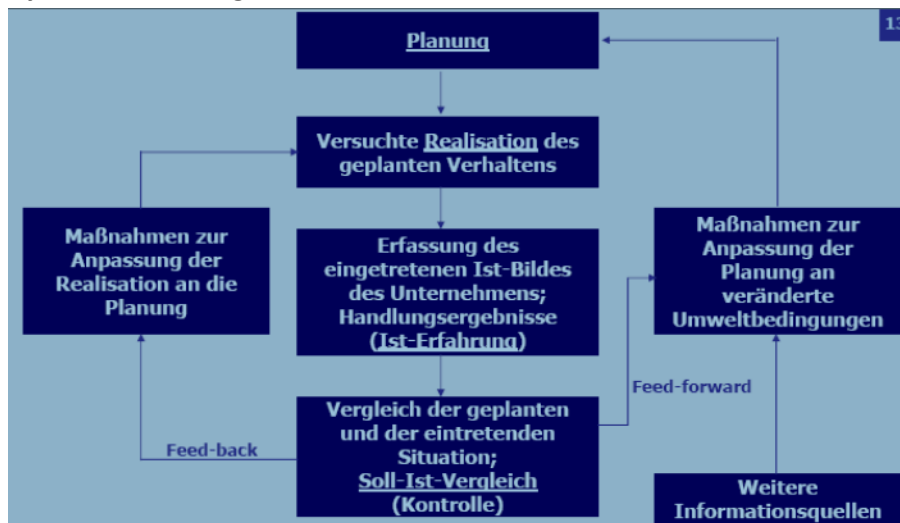 13
Planung
Versuchte Realisation des
geplanten Verhaltens
Maßnahmen zur
Anpassung der
Realisation an die
Planung
Erfassung des
eingetretenen Ist-Bildes
des Unternehmens;
Handlungsergebnisse
(Ist-Erfahrung)
Maßnahmen zur
Anpassung der
Planung an
veränderte
Umweltbedingungen
Feed-forward
Feed-back
Vergleich der geplanten
und der eintretenden
Situation;
Soll-Ist-Vergleich
(Kontrolle)
Weitere
Informationsquellen